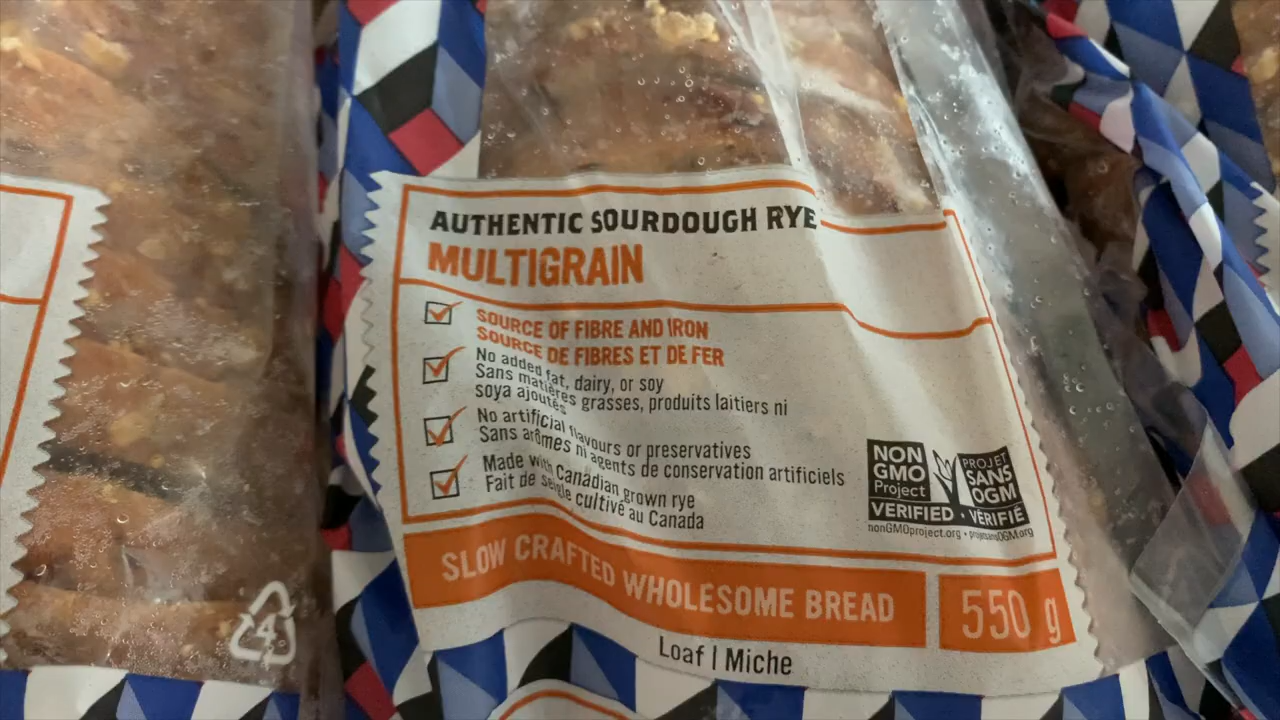 AUTHENTIC SOURDOUGH RYE
MULTIGRAIN
SOURCE OF FIBRE AND IRON
SOURCE DE FIBRES ET DE FER
No added fat, dairy, or soy
Sans matières grasses, produits laitiers ni
soya ajoutés
No artificial flavours or preservatives
Sans arômes ni agents de conservation artificiels
Made with Canadian grown rye
Fait de seigle cultivé au Canada
NON
GMO
Project
PROJET
SANS
OGM
VERIFIED · VÉRIFIÉ
nonGMOproject.org • projetsansOGM.org
SLOW CRAFTED WHOLESOME BREAD
550 g
Loaf | Miche
4